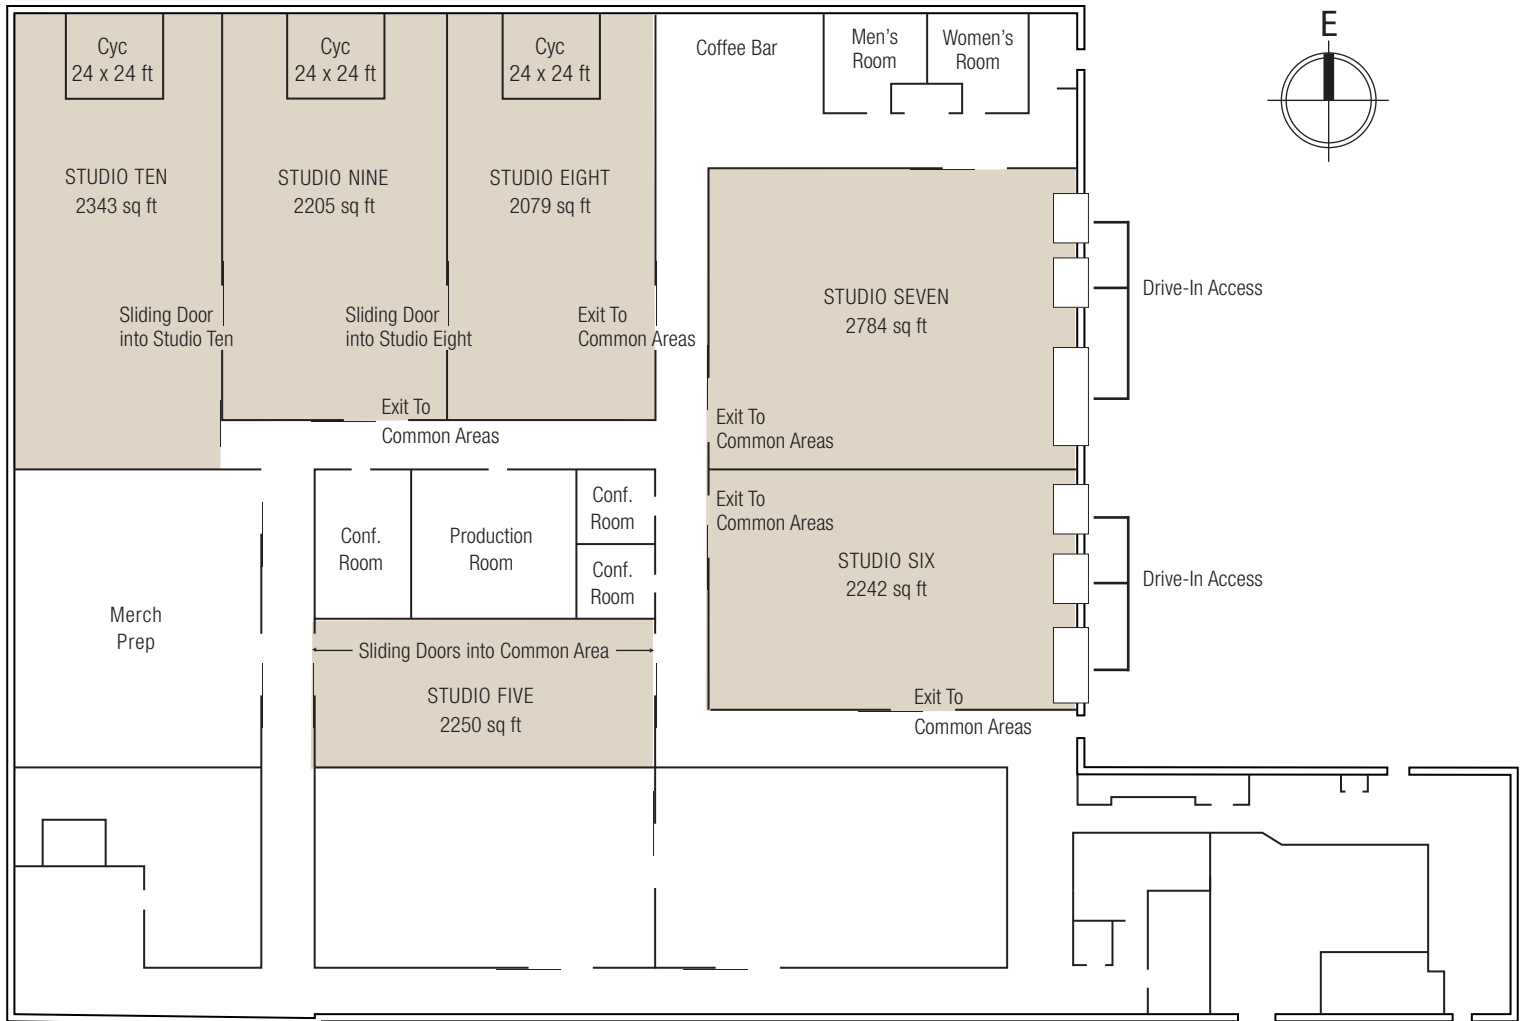 E
Cyc
24 x 24 ft
Cyc
24 x 24 ft
Cyc
24 x 24 ft
Coffee Bar
Men's
Room
Women's
Room
STUDIO TEN
2343 sq ft
STUDIO NINE
2205 sq ft
STUDIO EIGHT
2079 sq ft
Sliding Door
into Studio Ten
Sliding Door
into Studio Eight
Exit To
Common Areas
STUDIO SEVEN
2784 sq ft
Drive-In Access
Exit To
Common Areas
Exit To
Common Areas
Conf.
Room
Production
Room
Conf.
Room
Conf.
Room
Exit To
Common Areas
STUDIO SIX
2242 sq ft
Drive-In Access
Merch
Prep
Sliding Doors into Common Area
STUDIO FIVE
2250 sq ft
Exit To
Common Areas